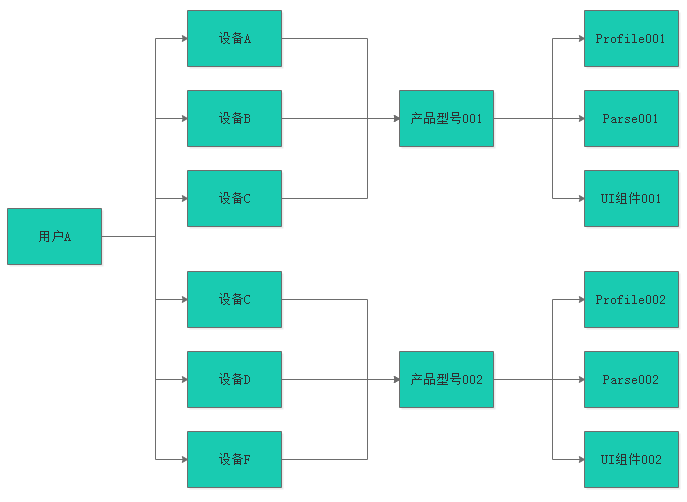 设备A
Profile001
设备B
产品型号001
Parse001
设备C
UI组件001
用户A
设备C
Profile002
设备D
产品型号002
Parse002
设备F
UI组件002